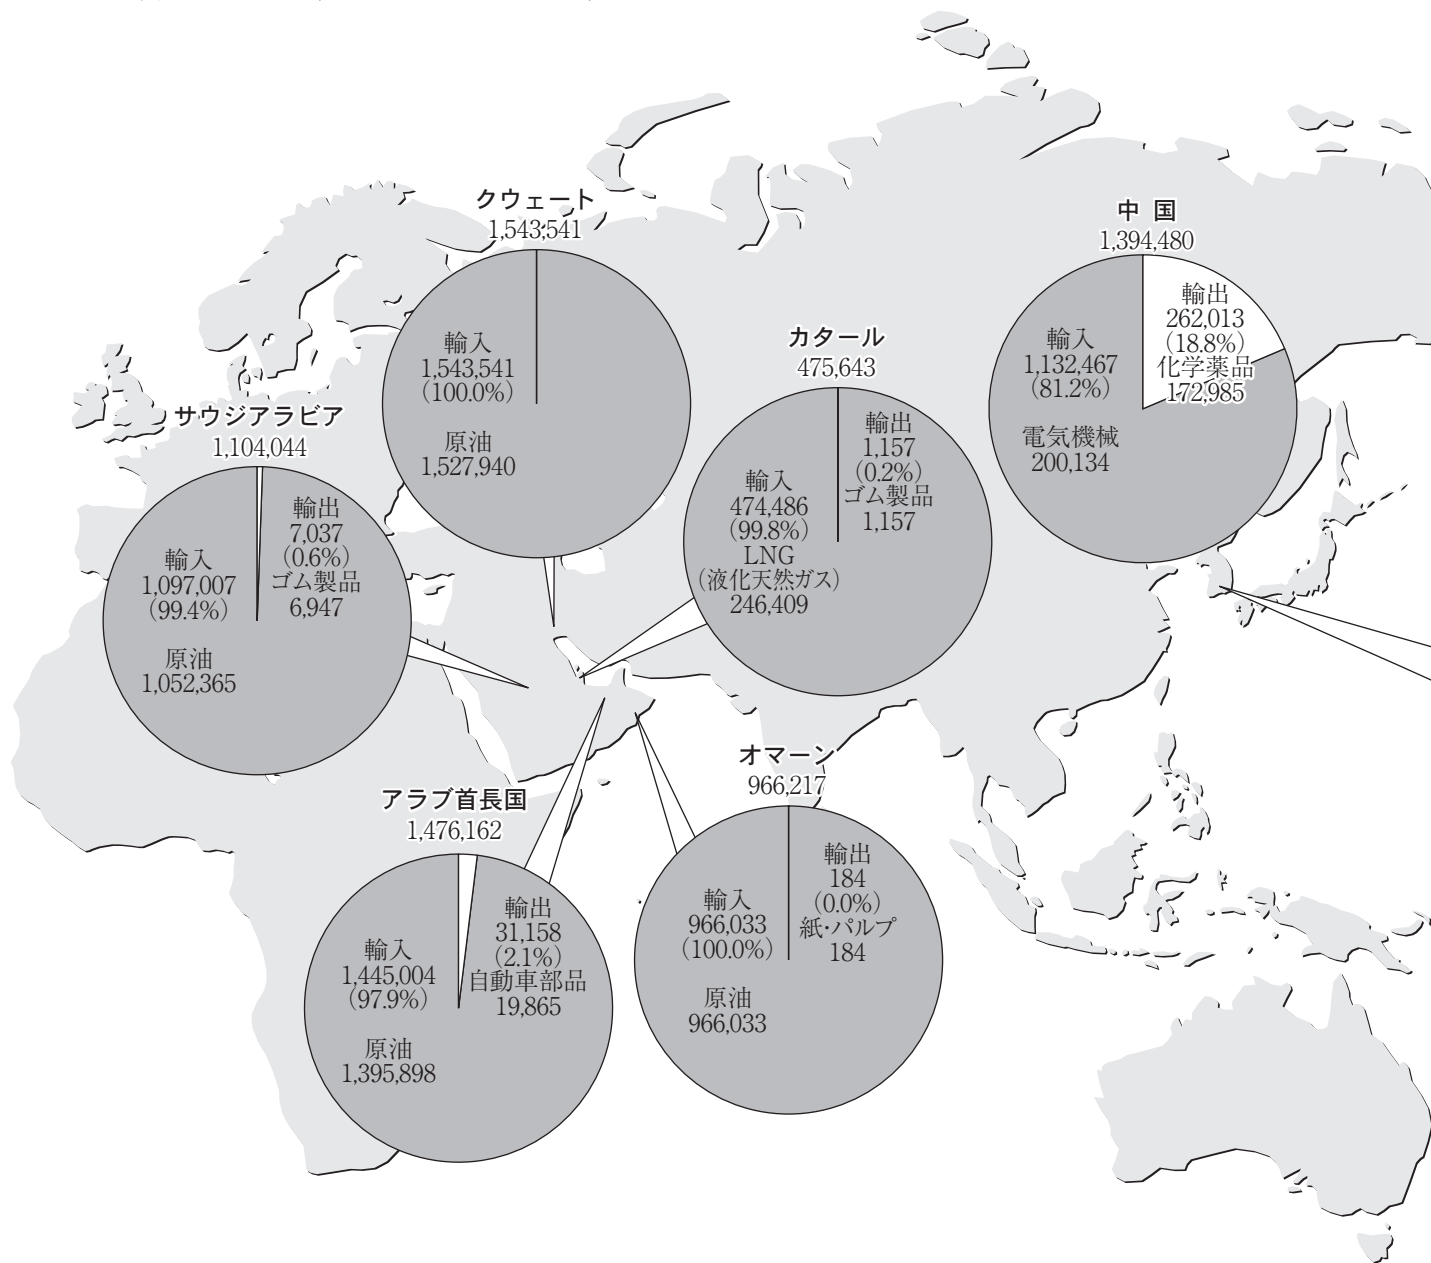 クウェート
1,543,541
輸入
1,543,541
(100.0%)
原油
1,527,940
中国
1,394,480
輸出
262,013
(18.8%)
化学薬品
172,985
輸入
1,132,467
(81.2%)
電気機械
200,134
カタール
475,643
輸出
1,157
(0.2%)
ゴム製品
1,157
輸入
474,486
(99.8%)
LNG
(液化天然ガス)
246,409
サウジアラビア
1,104,044
輸出
7,037
(0.6%)
ゴム製品
6,947
輸入
1,097,007
(99.4%)
原油
1,052,365
オマーン
966,217
輸出
184
(0.0%)
紙・パルプ
184
輸入
966,033
(100.0%)
原油
966,033
アラブ首長国
1,476,162
輸出
31,158
(2.1%)
自動車部品
19,865
輸入
1,445,004
(97.9%)
原油
1,395,898